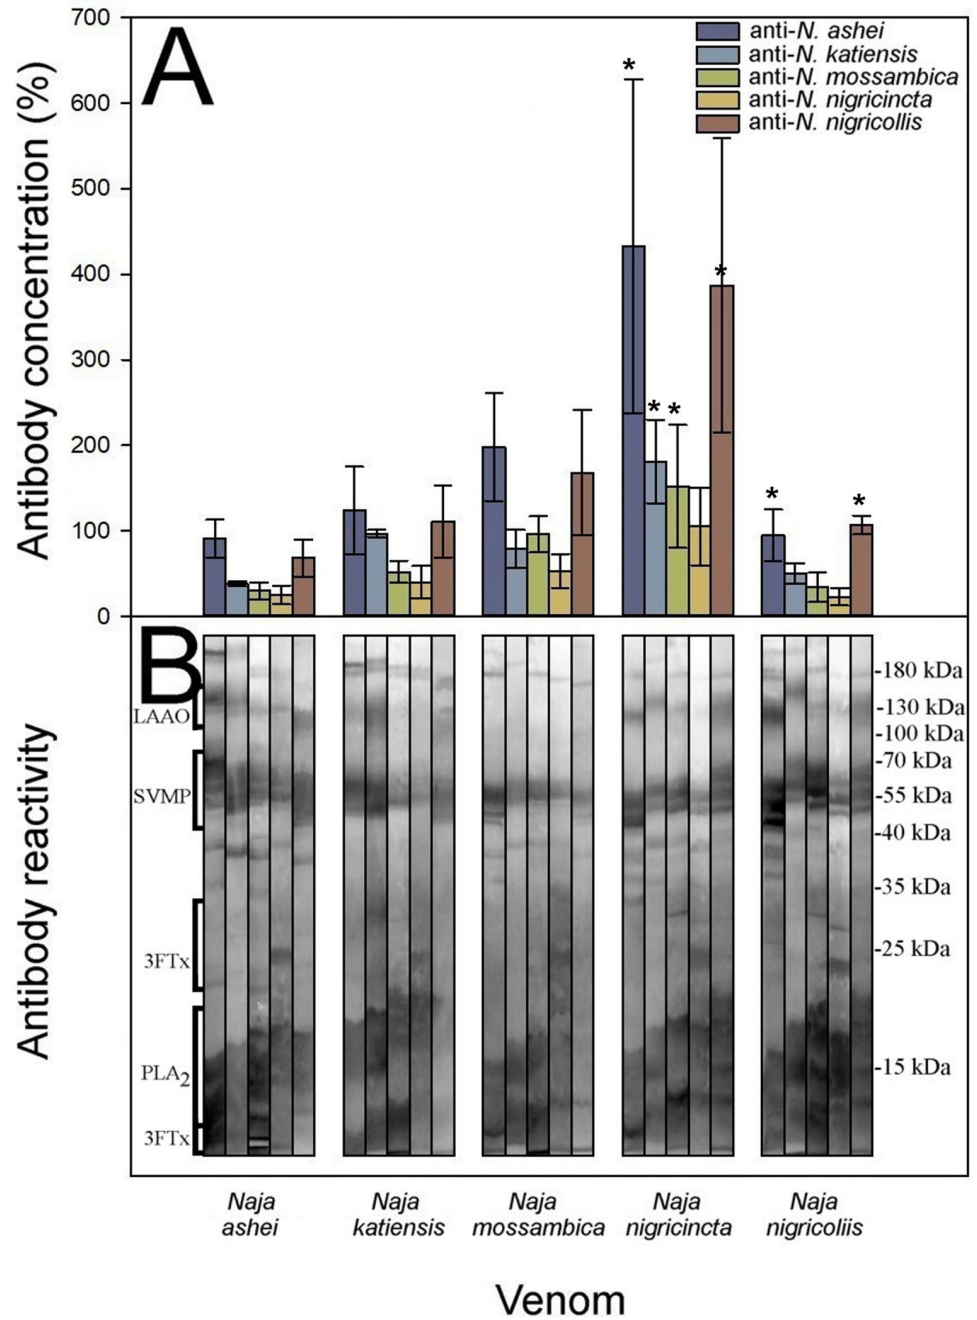 A
Antibody concentration (%)
700
600
500
400
300
200
100
0
anti-N. ashei
anti-N. katiensis
anti-N. mossambica
anti-N. nigricincta
anti-N. nigricollis
*
*
* *
*
*
B
Antibody reactivity
LAAO
SVMP
3FTx
PLA2
3FTx
-180 kDa
-130 kDa
-100 kDa
-70 kDa
-55 kDa
-40 kDa
-35 kDa
-25 kDa
-15 kDa
Naja
ashei
Naja
katiensis
Naja
mossambica
Naja
nigricincta
Naja
nigricoliis
Venom